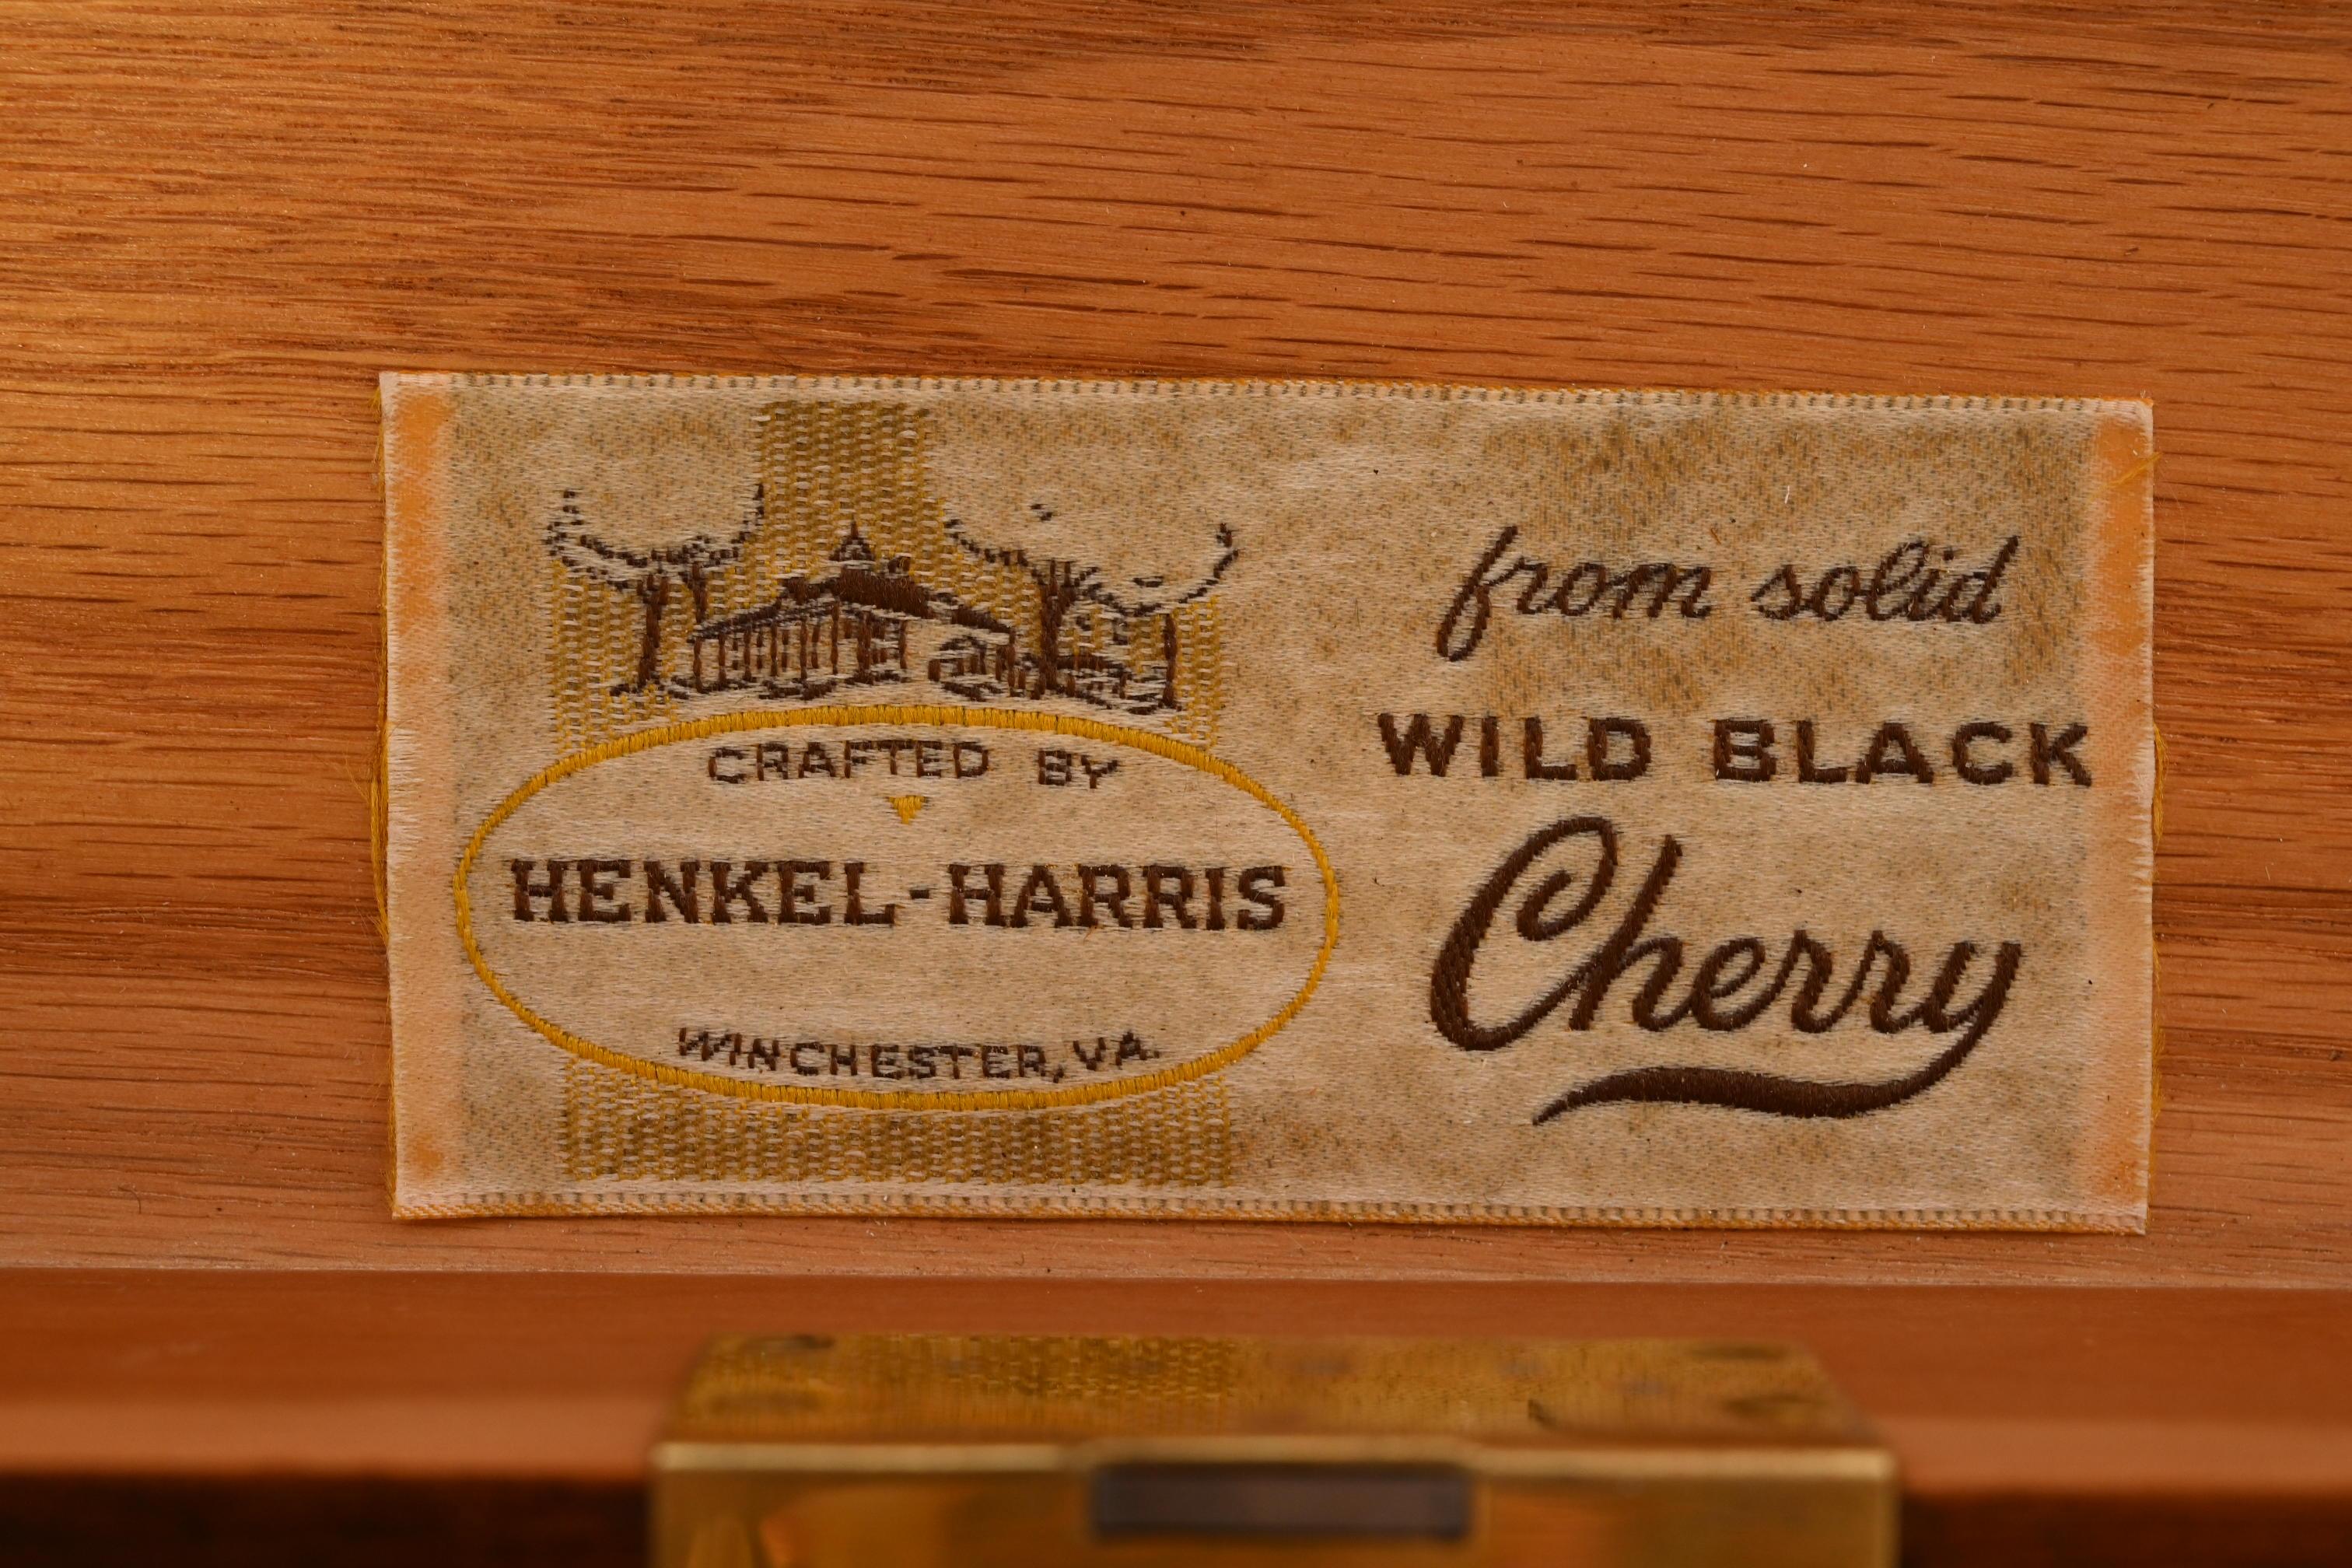 CRAFTED BY
HENKEL-HARRIS
WINCHESTER, VA.
from solid
WILD BLACK
Cherry